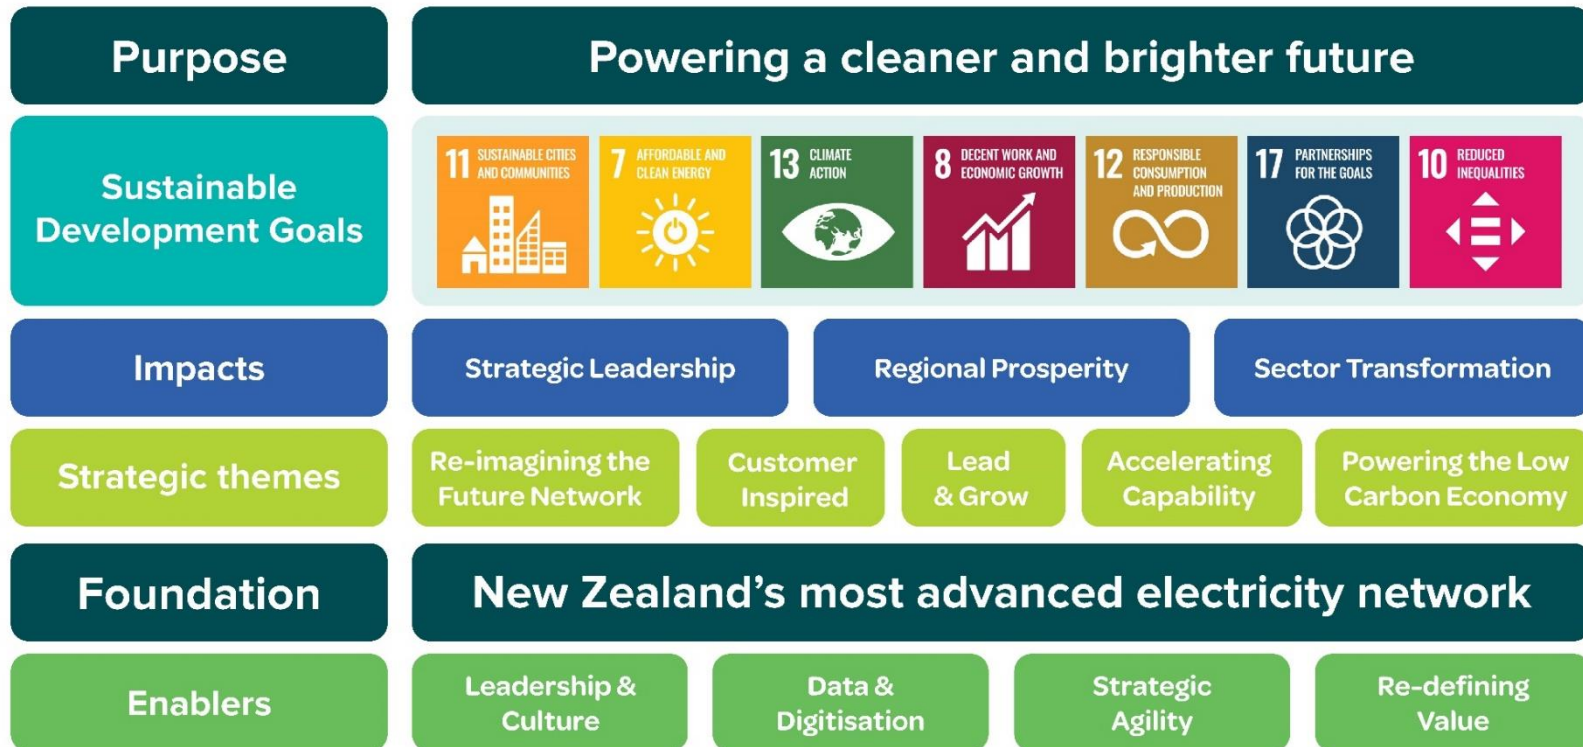 Purpose
Powering a cleaner and brighter future
Sustainable
Development Goals
11 SUSTAINABLE CITIES
AND COMMUNITIES
7 AFFORDABLE AND
CLEAN ENERGY
13 CLIMATE
ACTION
8 DECENT WORK AND
ECONOMIC GROWTH
12 RESPONSIBLE
CONSUMPTION
AND PRODUCTION
17 PARTNERSHIPS
FOR THE GOALS
10 REDUCED
INEQUALITIES
Impacts
Strategic Leadership
Regional Prosperity
Sector Transformation
Strategic themes
Re-imagining the
Future Network
Customer
Inspired
Lead
& Grow
Accelerating
Capability
Powering the Low
Carbon Economy
Foundation
New Zealand’s most advanced electricity network
Enablers
Leadership &
Culture
Data &
Digitisation
Strategic
Agility
Re-defining
Value